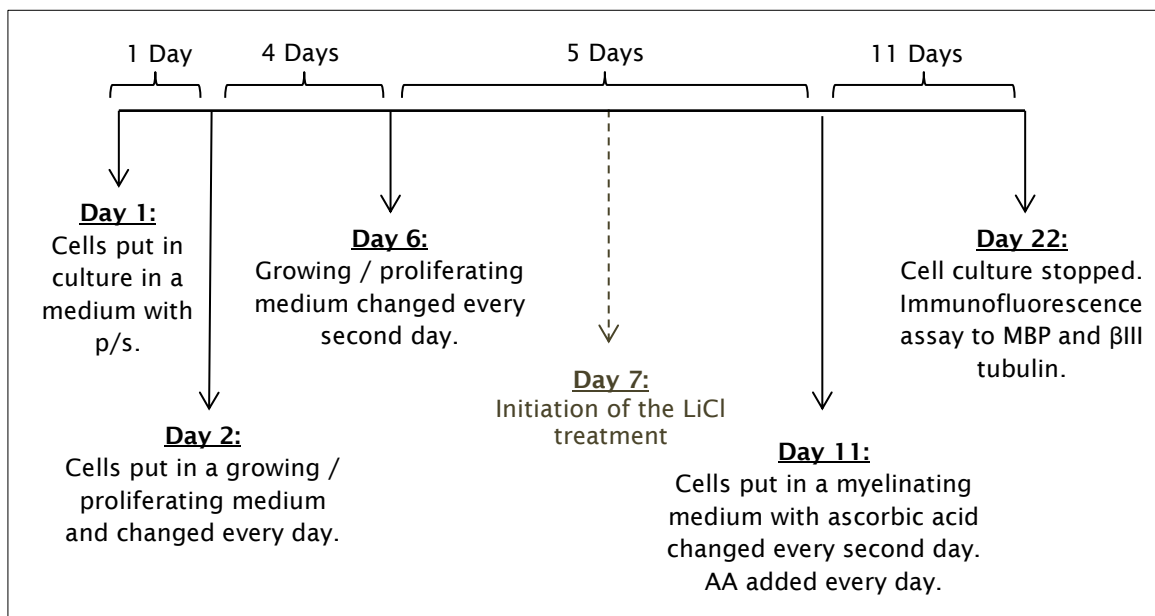 1 Day
4 Days
5 Days
11 Days
Day 1:
Cells put in
culture in a
medium with
p/s.
Day 2:
Cells put in a growing /
proliferating medium
and changed every day.
Day 6:
Growing / proliferating
medium changed every
second day.
Day 7:
Initiation of the LiCl
treatment
Day 11:
Cells put in a myelinating
medium with ascorbic acid
changed every second day.
AA added every day.
Day 22:
Cell culture stopped.
Immunofluorescence
assay to MBP and βIII
tubulin.